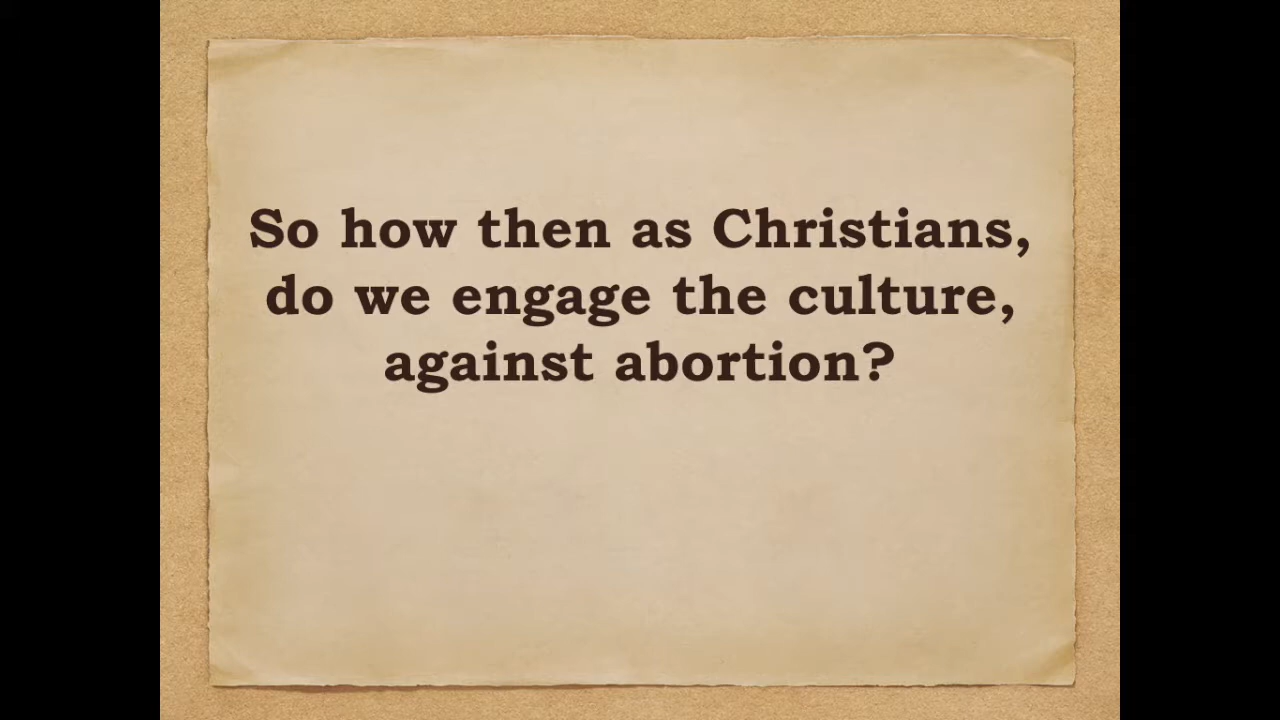 So how then as Christians,
do we engage the culture,
against abortion?